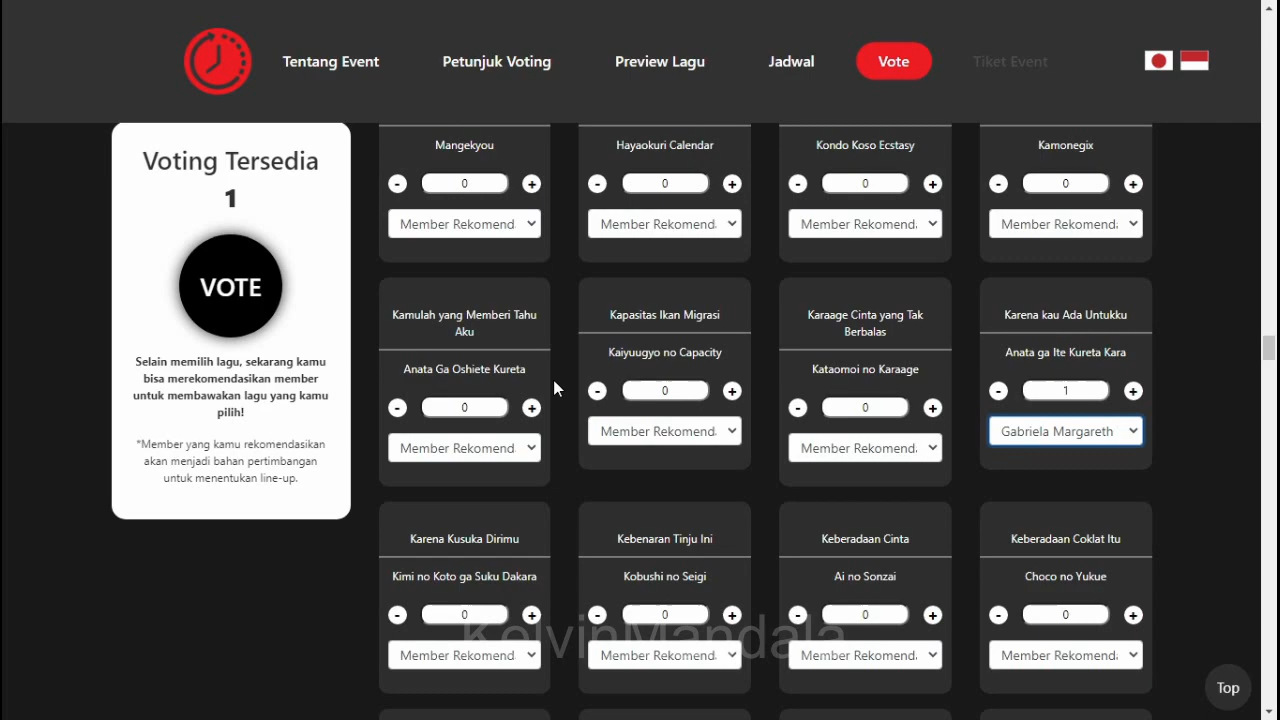 Tentang Event
Petunjuk Voting
Preview Lagu
Jadwal
Vote
Tiket Event
Voting Tersedia
1
VOTE
Selain memilih lagu, sekarang kamu
bisa merekomendasikan member
untuk membawakan lagu yang kamu
pilih!
*Member yang kamu rekomendasikan
akan menjadi bahan pertimbangan
untuk menentukan line-up.
Mangekyou
- 0 +
Member Rekomend
Hayaokuri Calendar
- 0 +
Member Rekomend
Kondo Koso Ecstasy
- 0 +
Member Rekomend
Kamonegix
- 0 +
Member Rekomend
Kamulah yang Memberi Tahu
Aku
Anata Ga Oshiete Kureta
- 0 +
Member Rekomend
Kapasitas Ikan Migrasi
Kaiyuugyo no Capacity
- 0 +
Member Rekomend
Karaage Cinta yang Tak
Berbalas
Kataomoi no Karaage
- 0 +
Member Rekomend
Karena kau Ada Untukku
Anata ga Ite Kureta Kara
- 1 +
Gabriela Margareth
Karena Kusuka Dirimu
Kimi no Koto ga Suku Dakara
- 0 +
Member Rekomend
Kebenaran Tinju Ini
Kobushi no Seigi
- 0 +
Member Rekomend
Keberadaan Cinta
Ai no Sonzai
- 0 +
Member Rekomend
Keberadaan Coklat Itu
Choco no Yukue
- 0 +
Member Rekomend
KelvinMandala
Top